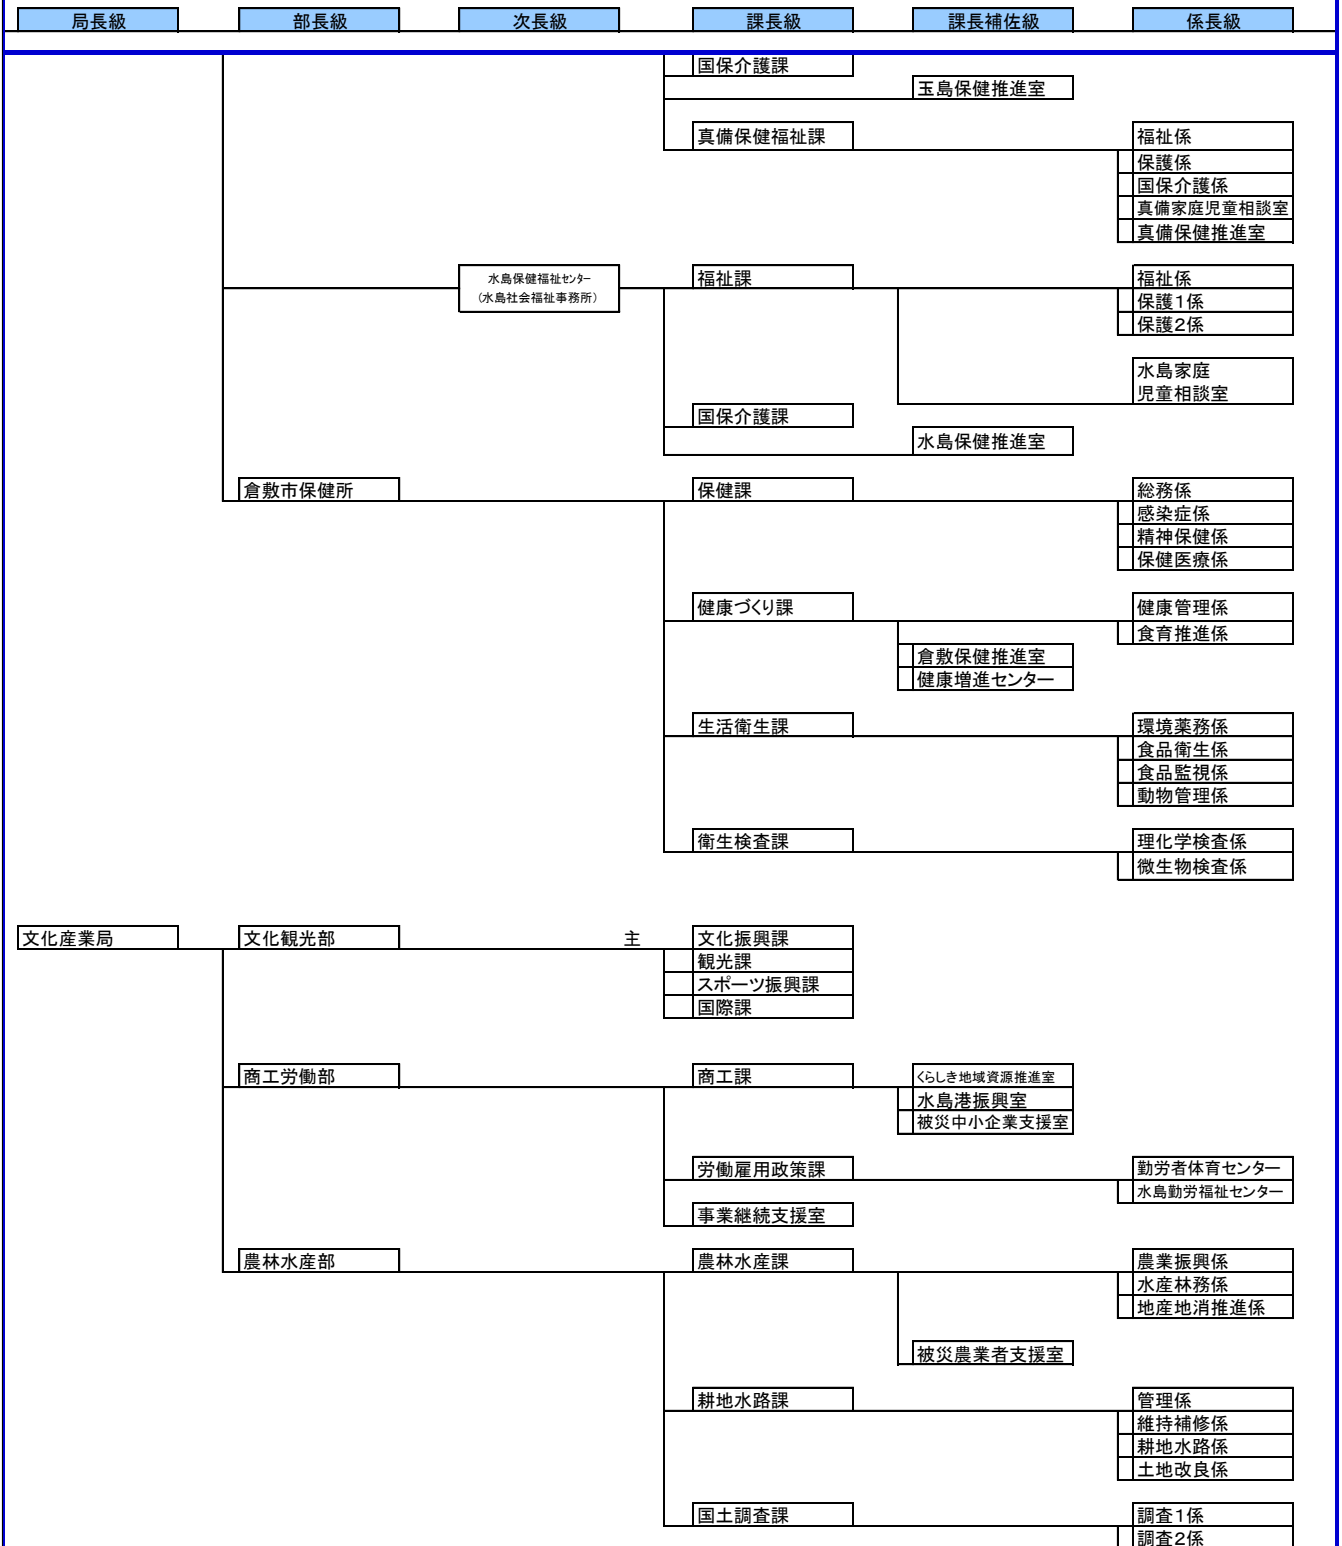 局長級 部長級 次長級 課長級 課長補佐級 係長級
国保介護課
玉島保健推進室
真備保健福祉課 福祉係
保護係
国保介護係
真備家庭児童相談室
真備保健推進室
水島保健福祉センター 福祉課 福祉係
(水島社会福祉事務所)
保護1係
保護2係
水島家庭
児童相談室
国保介護課
水島保健推進室
倉敷市保健所 保健課 総務係
感染症係
精神保健係
保健医療係
健康づくり課 健康管理係
食育推進係
倉敷保健推進室
健康増進センター
生活衛生課 環境薬務係
食品衛生係
食品監視係
動物管理係
衛生検査課 理化学検査係
微生物検査係
文化産業局 文化観光部 主 文化振興課
観光課
スポーツ振興課
国際課
商工労働部 商工課 くらしき地域資源推進室
水島港振興室
被災中小企業支援室
労働雇用政策課 勤労者体育センター
水島勤労福祉センター
事業継続支援室
農林水産部 農林水産課 農業振興係
水産林務係
地産地消推進係
被災農業者支援室
耕地水路課 管理係
維持補修係
耕地水路係
土地改良係
国土調査課 調査1係
調査2係